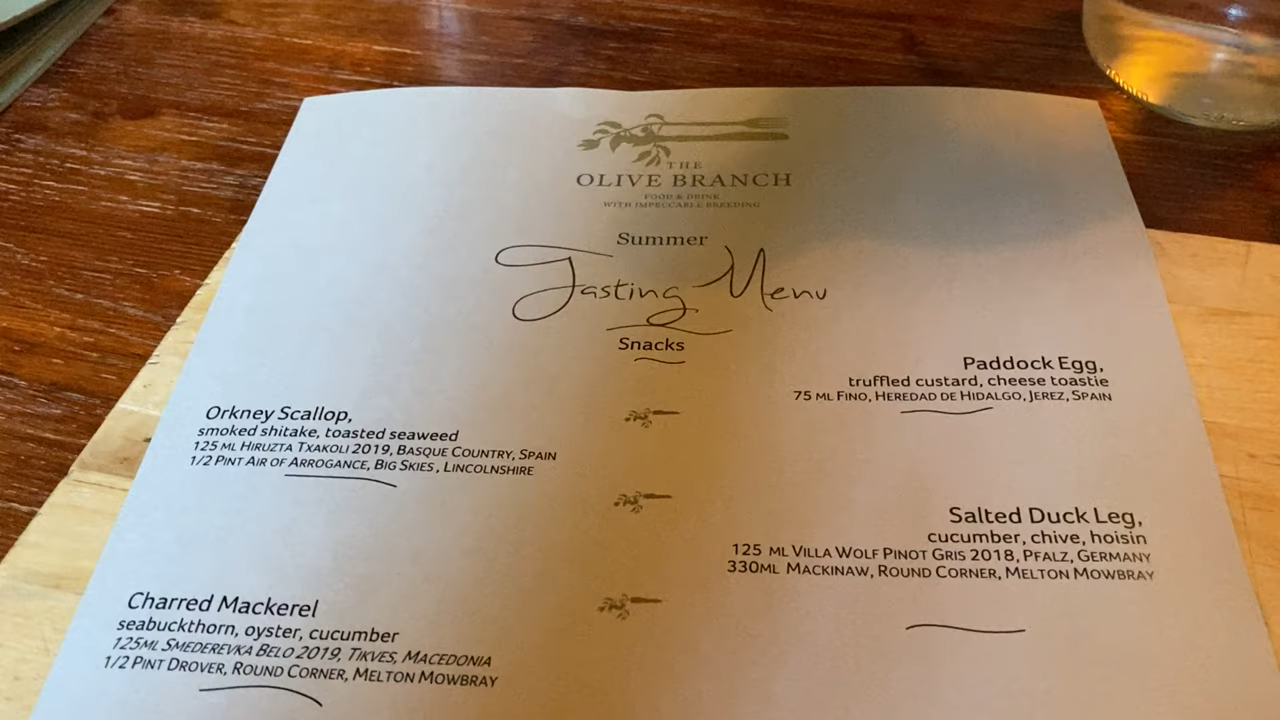 THE
OLIVE BRANCH
FOOD & DRINK
WITH IMPECCABLE BREEDING
Summer
Tasting Menu
Snacks
Paddock Egg,
truffled custard, cheese toastie
75 ML FINO, HEREDAD DE HIDALGO, JEREZ, SPAIN
Orkney Scallop,
smoked shitake, toasted seaweed
125 ML HIRUZTA TXAKOLI 2019, BASQUE COUNTRY, SPAIN
1/2 PINT AIR OF ARROGANCE, BIG SKIES, LINCOLNSHIRE
Salted Duck Leg,
cucumber, chive, hoisin
125 ML VILLA WOLF PINOT GRIS 2018, PFALZ, GERMANY
330ML MACKINAW, ROUND CORNER, MELTON MOWBRAY
Charred Mackerel
seabuckthorn, oyster, cucumber
125ML SMEDEREVKA BELO 2019, TIKVES, MACEDONIA
1/2 PINT DROVER, ROUND CORNER, MELTON MOWBRAY